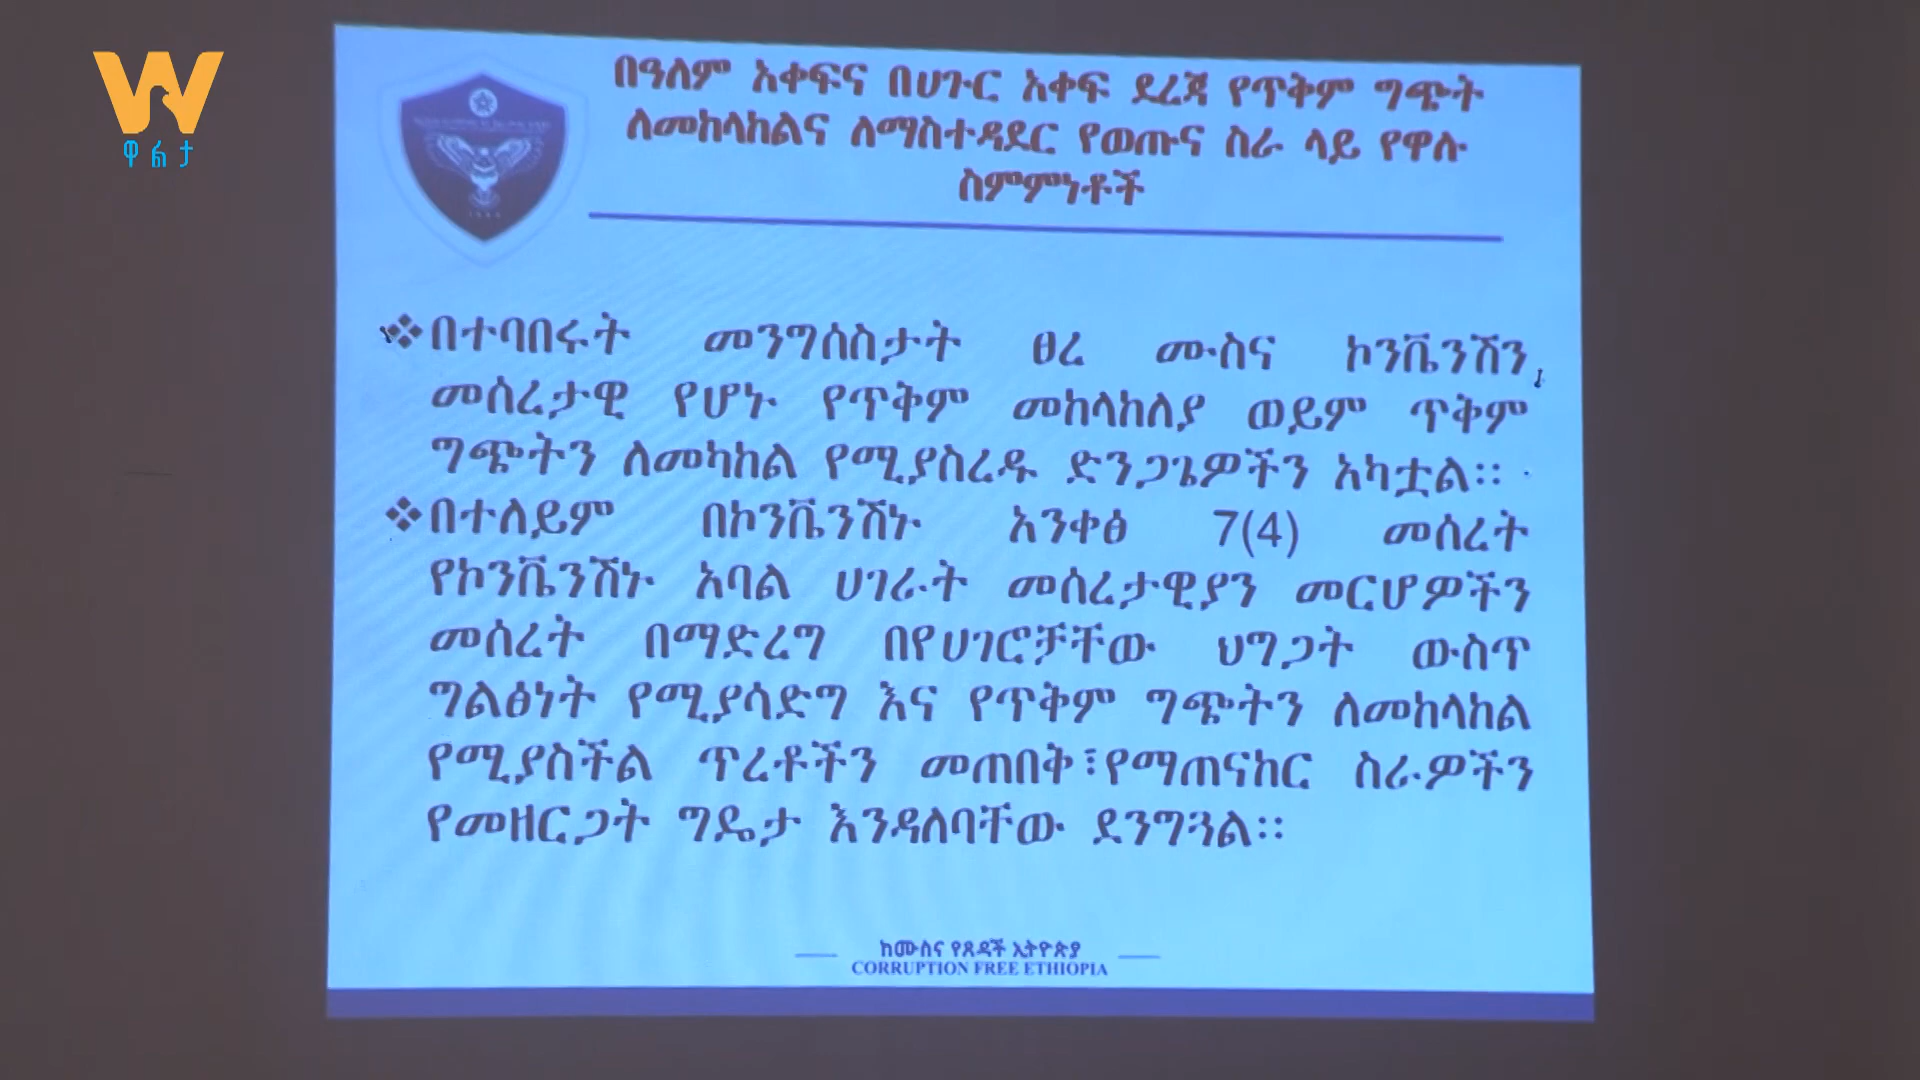 ዋልታ
በዓለም አቀፍና በሀጉር አቀፍ ደረጃ የጥቅም ግጭት
ለመከላከልና ለማስተዳደር የወጡና ስራ ላይ የዋሉ
ስምምነቶች
❖በተባበሩት መንግሰስታት ፀረ ሙስና ኮንቬንሽን
መሰረታዊ የሆኑ የጥቅም መከላከለያ ወይም ጥቅም
ግጭትን ለመካከል የሚያስረዱ ድንጋጌዎችን አካቷል፡፡
❖በተለይም በኮንቬንሽኑ አንቀፅ 7(4) መሰረት
የኮንቬንሽኑ አባል ሀገራት መሰረታዊያን መርሆዎችን
መሰረት በማድረግ በየሀገሮቻቸው ህግጋት ውስጥ
ግልፅነት የሚያሳድግ እና የጥቅም ግጭትን ለመከላከል
የሚያስችል ጥረቶችን መጠበቅ፣የማጠናከር ስራዎችን
የመዘርጋት ግዴታ እንዳለባቸው ደንግጓል፡፡
ከሙስና የጸዳች ኢትዮጵያ
CORRUPTION FREE ETHIOPIA